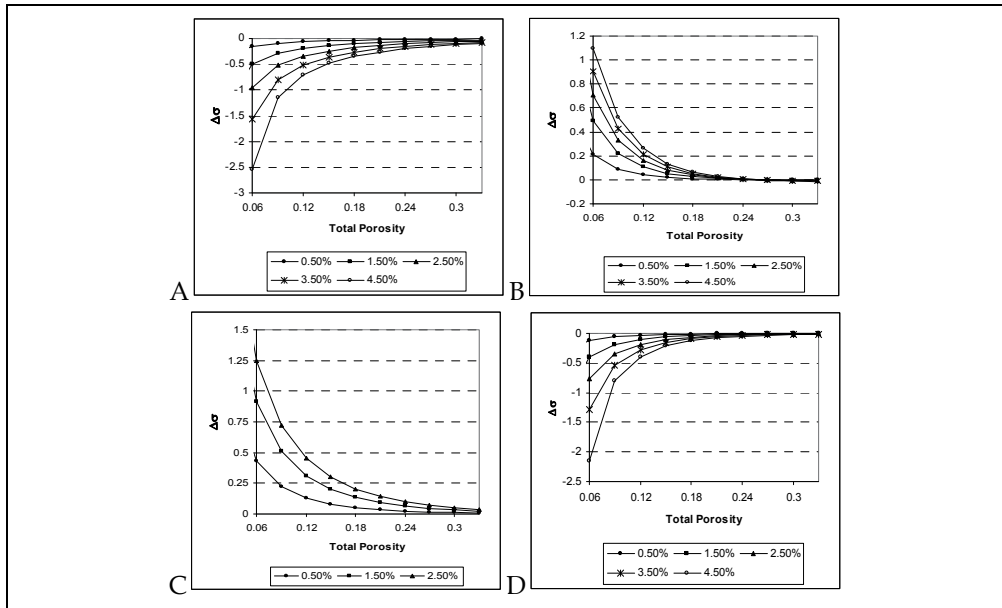 0
-0.5
-1
-1.5
-2
-2.5
-3
Δσ
0.06 0.12 0.18 0.24 0.3
Total Porosity
0.50% 1.50% 2.50%
3.50% 4.50%
A
1.2
1
0.8
0.6
0.4
0.2
0
-0.2
Δσ
0.06 0.12 0.18 0.24 0.3
Total Porosity
0.50% 1.50% 2.50%
3.50% 4.50%
B
1.5
1.25
1
0.75
0.5
0.25
0
Δσ
0.06 0.12 0.18 0.24 0.3
Total Porosity
0.50% 1.50% 2.50%
C
0
-0.5
-1
-1.5
-2
-2.5
Δσ
0.06 0.12 0.18 0.24 0.3
Total Porosity
0.50% 1.50% 2.50%
3.50% 4.50%
D